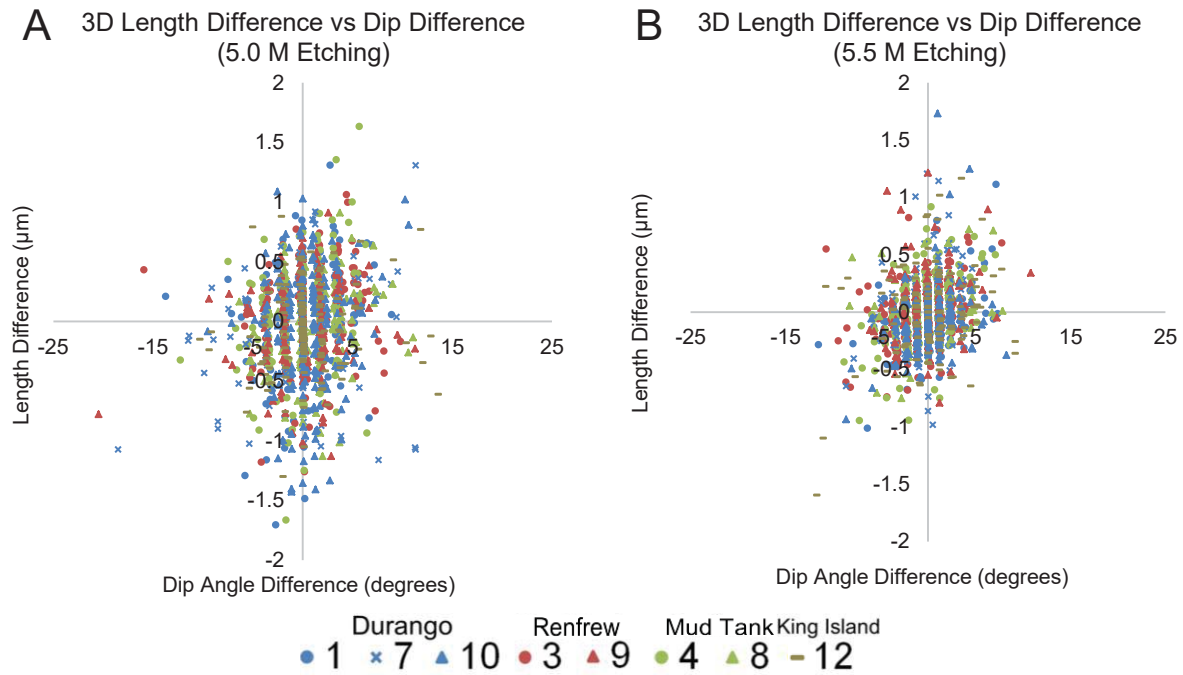 A
3D Length Difference vs Dip Difference
(5.0 M Etching)
2
1.5
1
0.5
0
-0.5
-1
-1.5
-2
-25
-15
-5
5
15
25
Length Difference (μm)
Dip Angle Difference (degrees)
B
3D Length Difference vs Dip Difference
(5.5 M Etching)
2
1.5
1
0.5
0
-0.5
-1
-1.5
-2
-25
-15
-5
5
15
25
Length Difference (μm)
Dip Angle Difference (degrees)
Durango Renfrew Mud Tank King Island
1 7 10 3 9 4 8 12